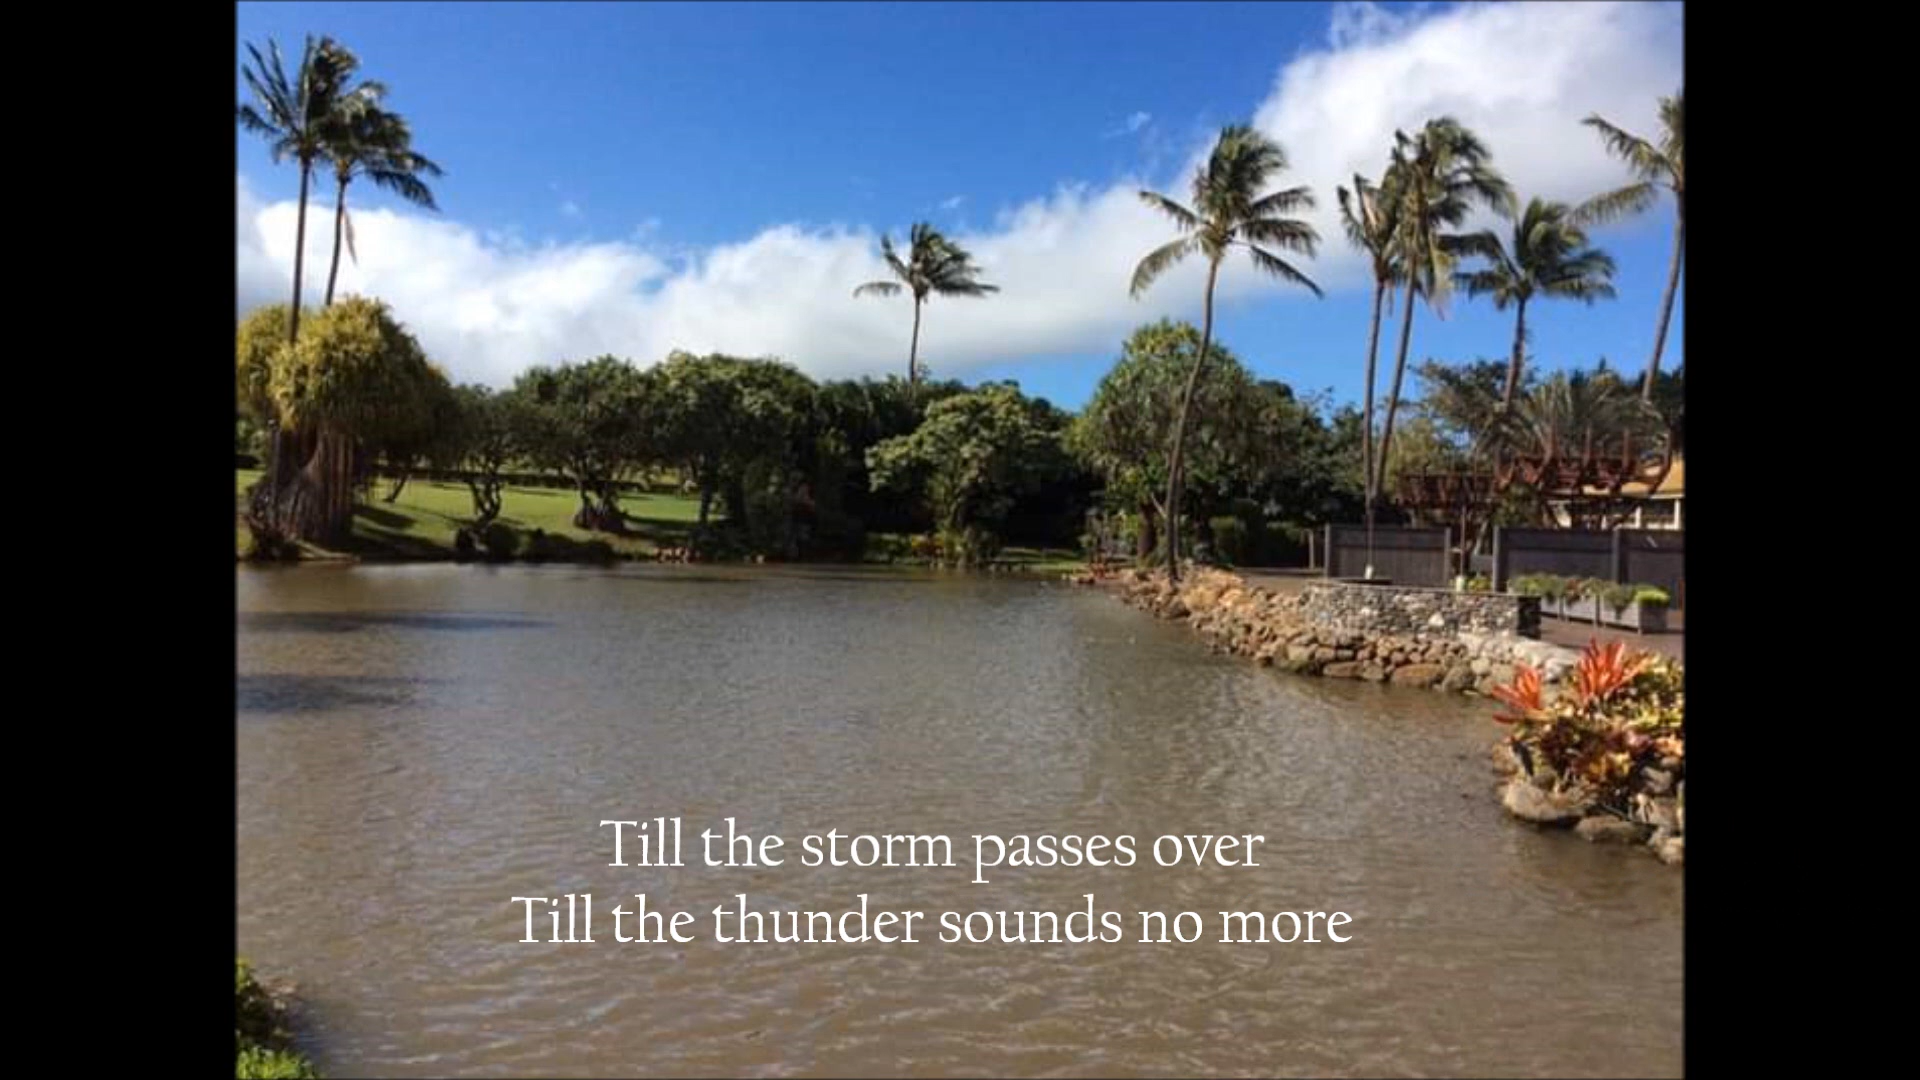 Till the storm passes over
Till the thunder sounds no more